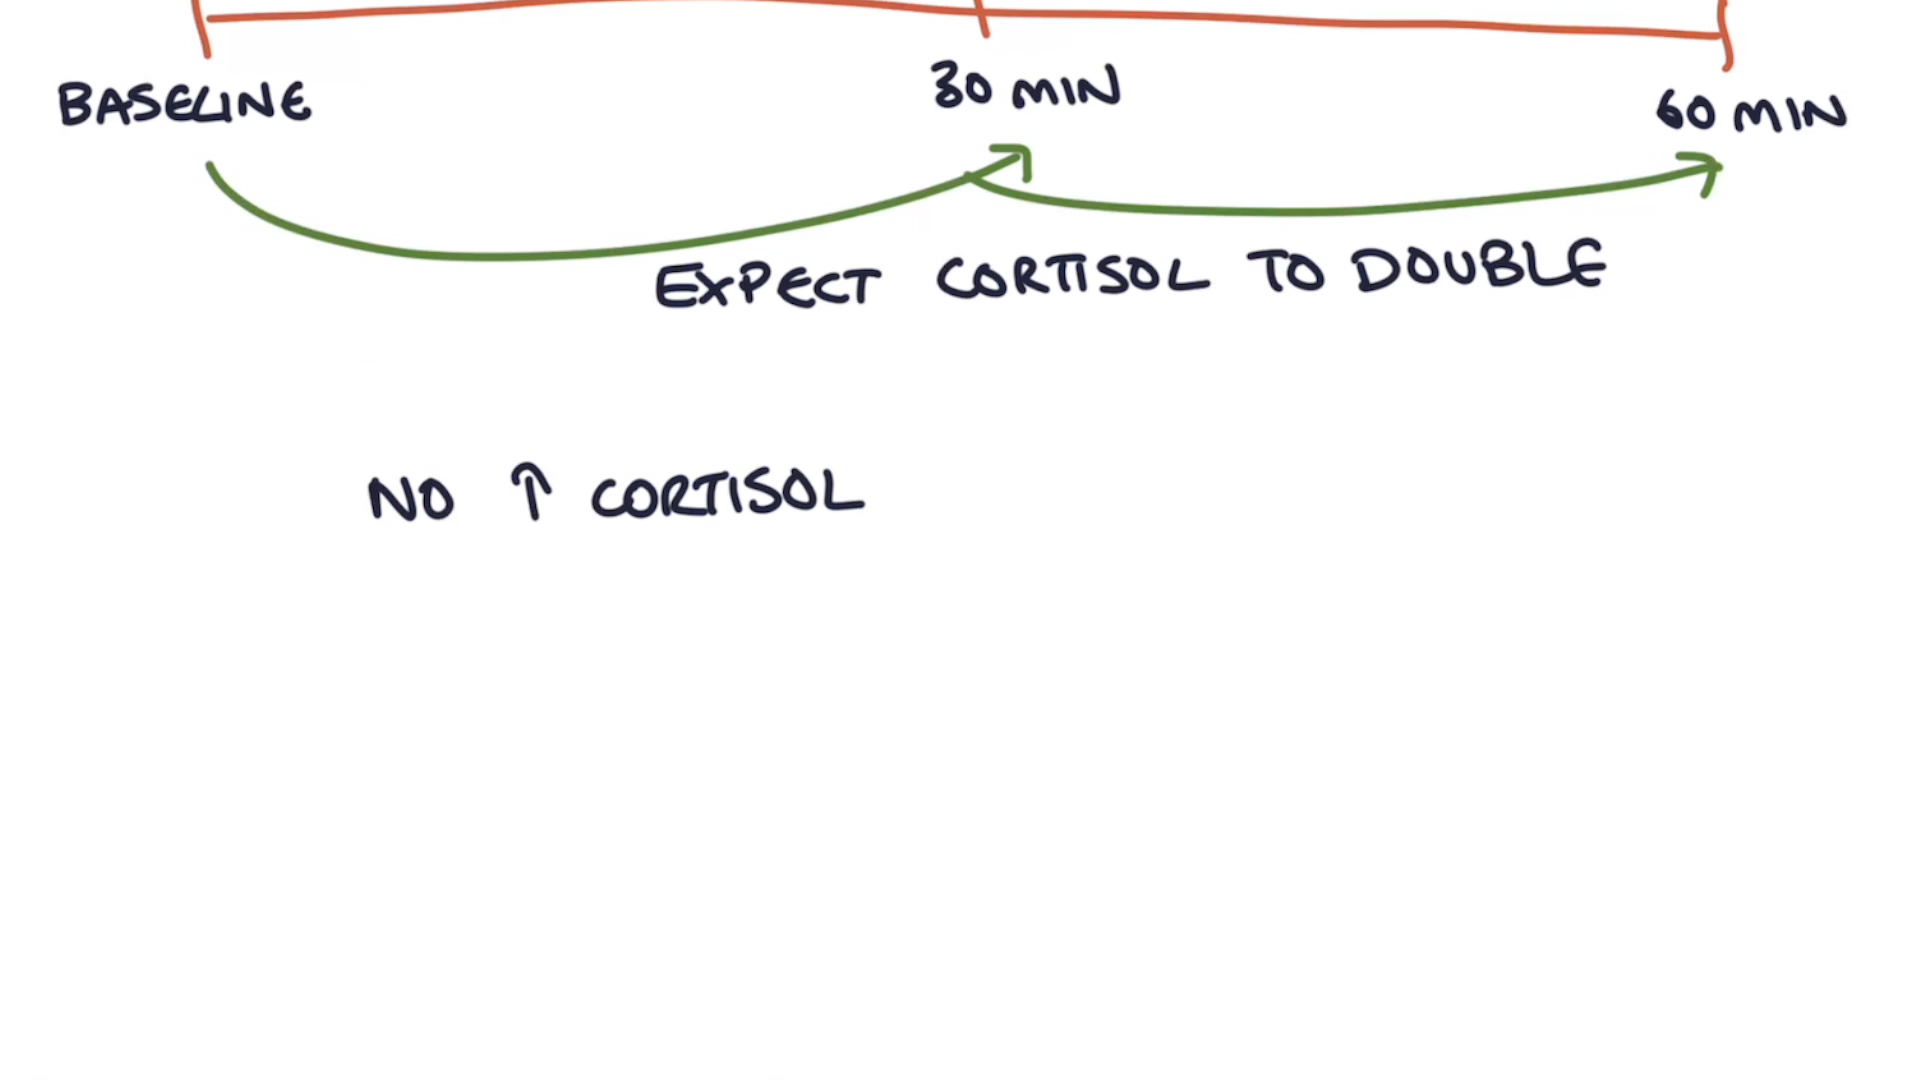 BASELINE
30 MIN
60 MIN
EXPECT CORTISOL TO DOUBLE
NO ↑ CORTISOL